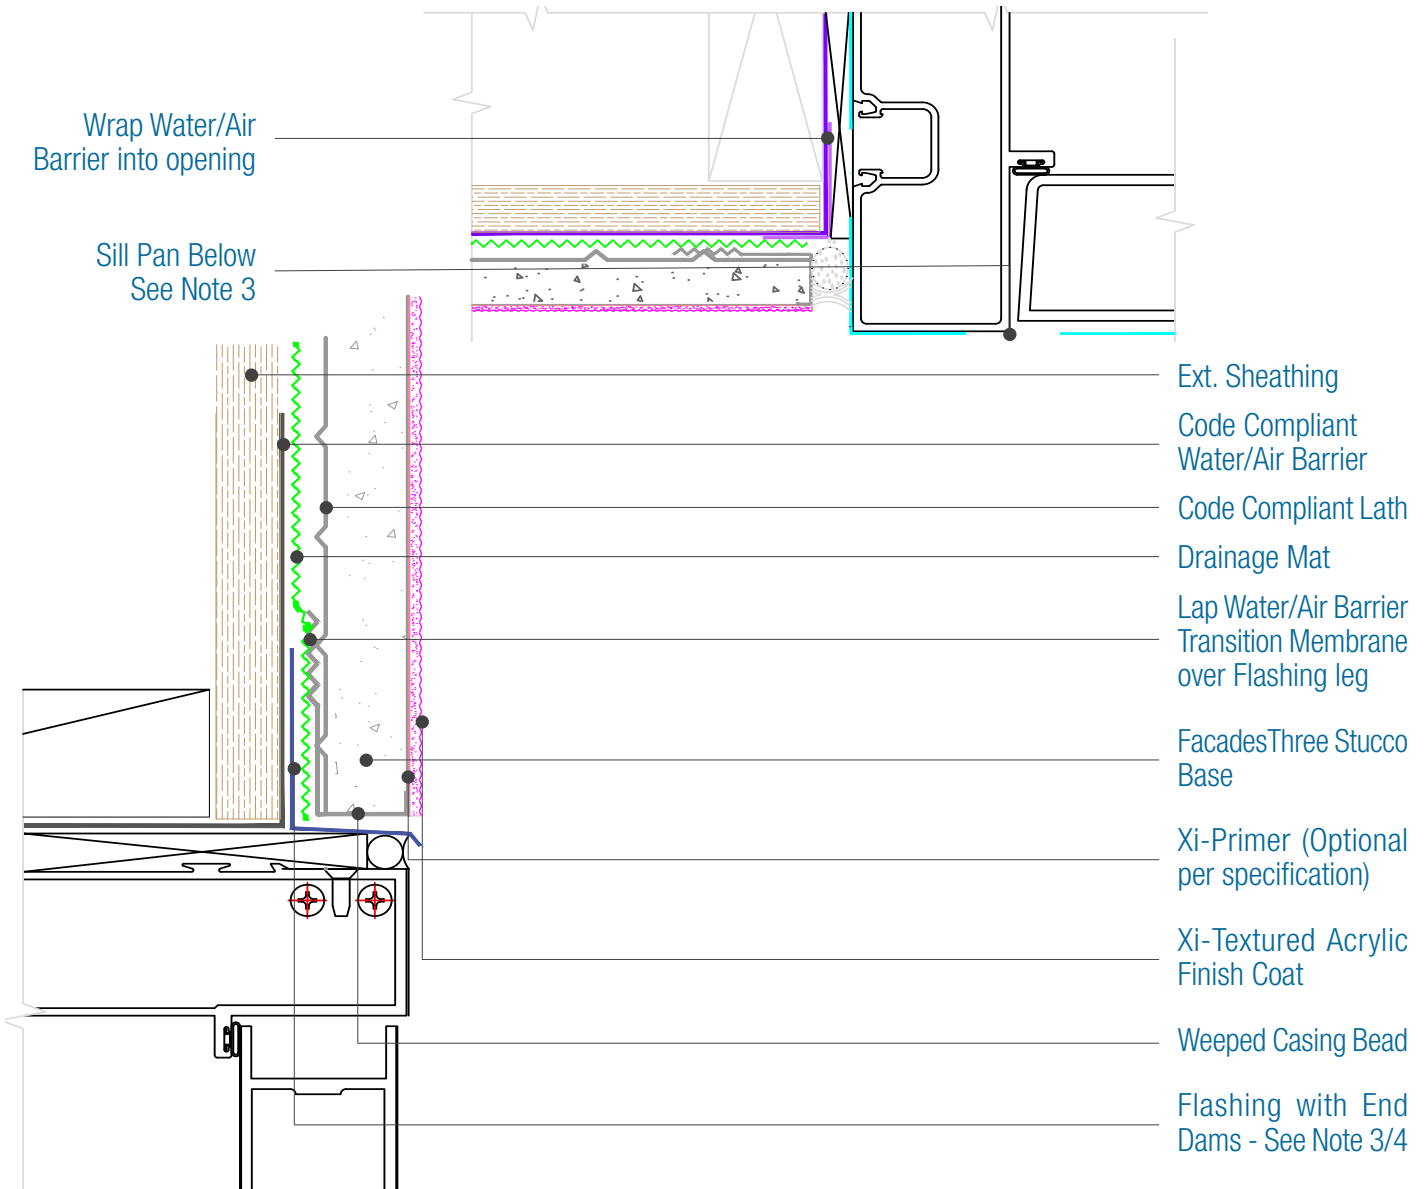 Wrap Water/Air
Barrier into opening
Sill Pan Below
See Note 3
Ext. Sheathing
Code Compliant
Water/Air Barrier
Code Compliant Lath
Drainage Mat
Lap Water/Air Barrier
Transition Membrane
over Flashing leg
FacadesThree Stucco
Base
Xi-Primer (Optional
per specification)
Xi-Textured Acrylic
Finish Coat
Weeped Casing Bead
Flashing with End
Dams - See Note 3/4